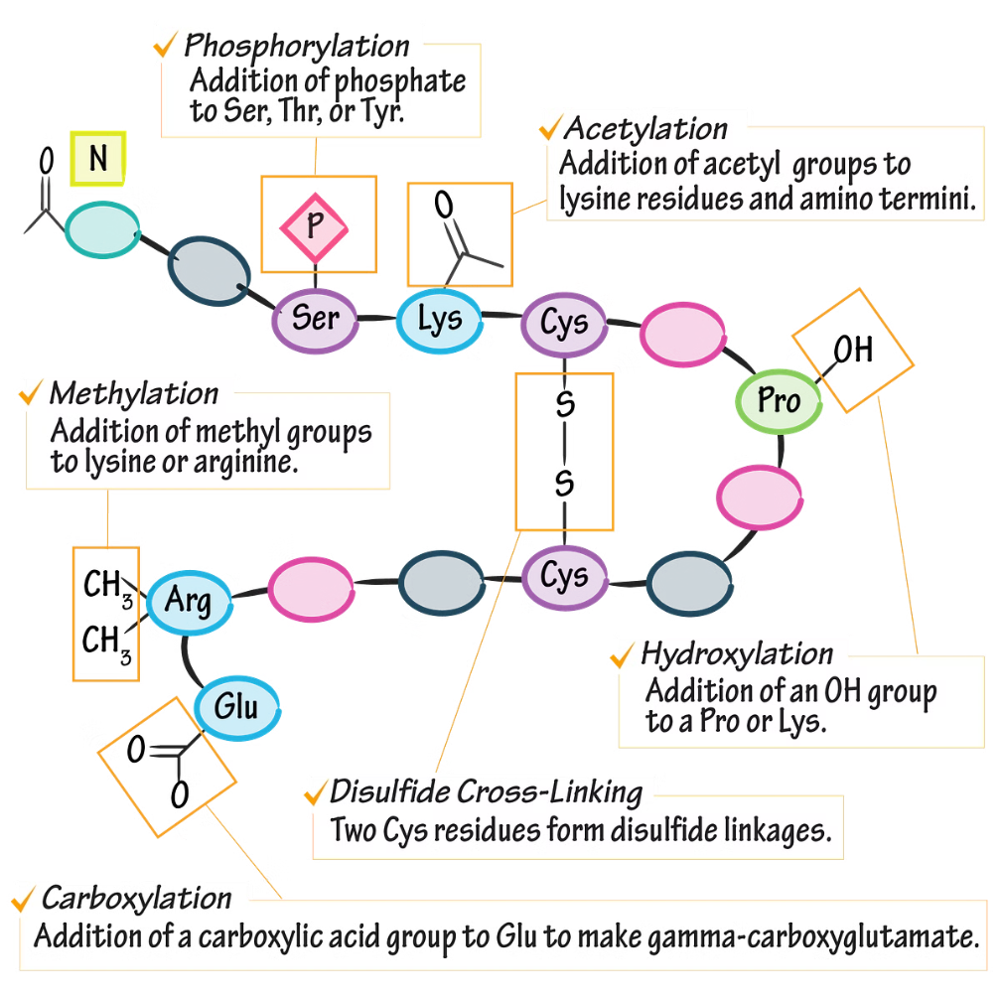 Phosphorylation
Addition of phosphate
to Ser, Thr, or Tyr.
Acetylation
Addition of acetyl groups to
lysine residues and amino termini.
O
N
P
O
Ser
Lys
Cys
OH
Pro
S
S
Methylation
Addition of methyl groups
to lysine or arginine.
CH3
CH3
Arg
Cys
Glu
O
O
Hydroxylation
Addition of an OH group
to a Pro or Lys.
Disulfide Cross-Linking
Two Cys residues form disulfide linkages.
Carboxylation
Addition of a carboxylic acid group to Glu to make gamma-carboxyglutamate.